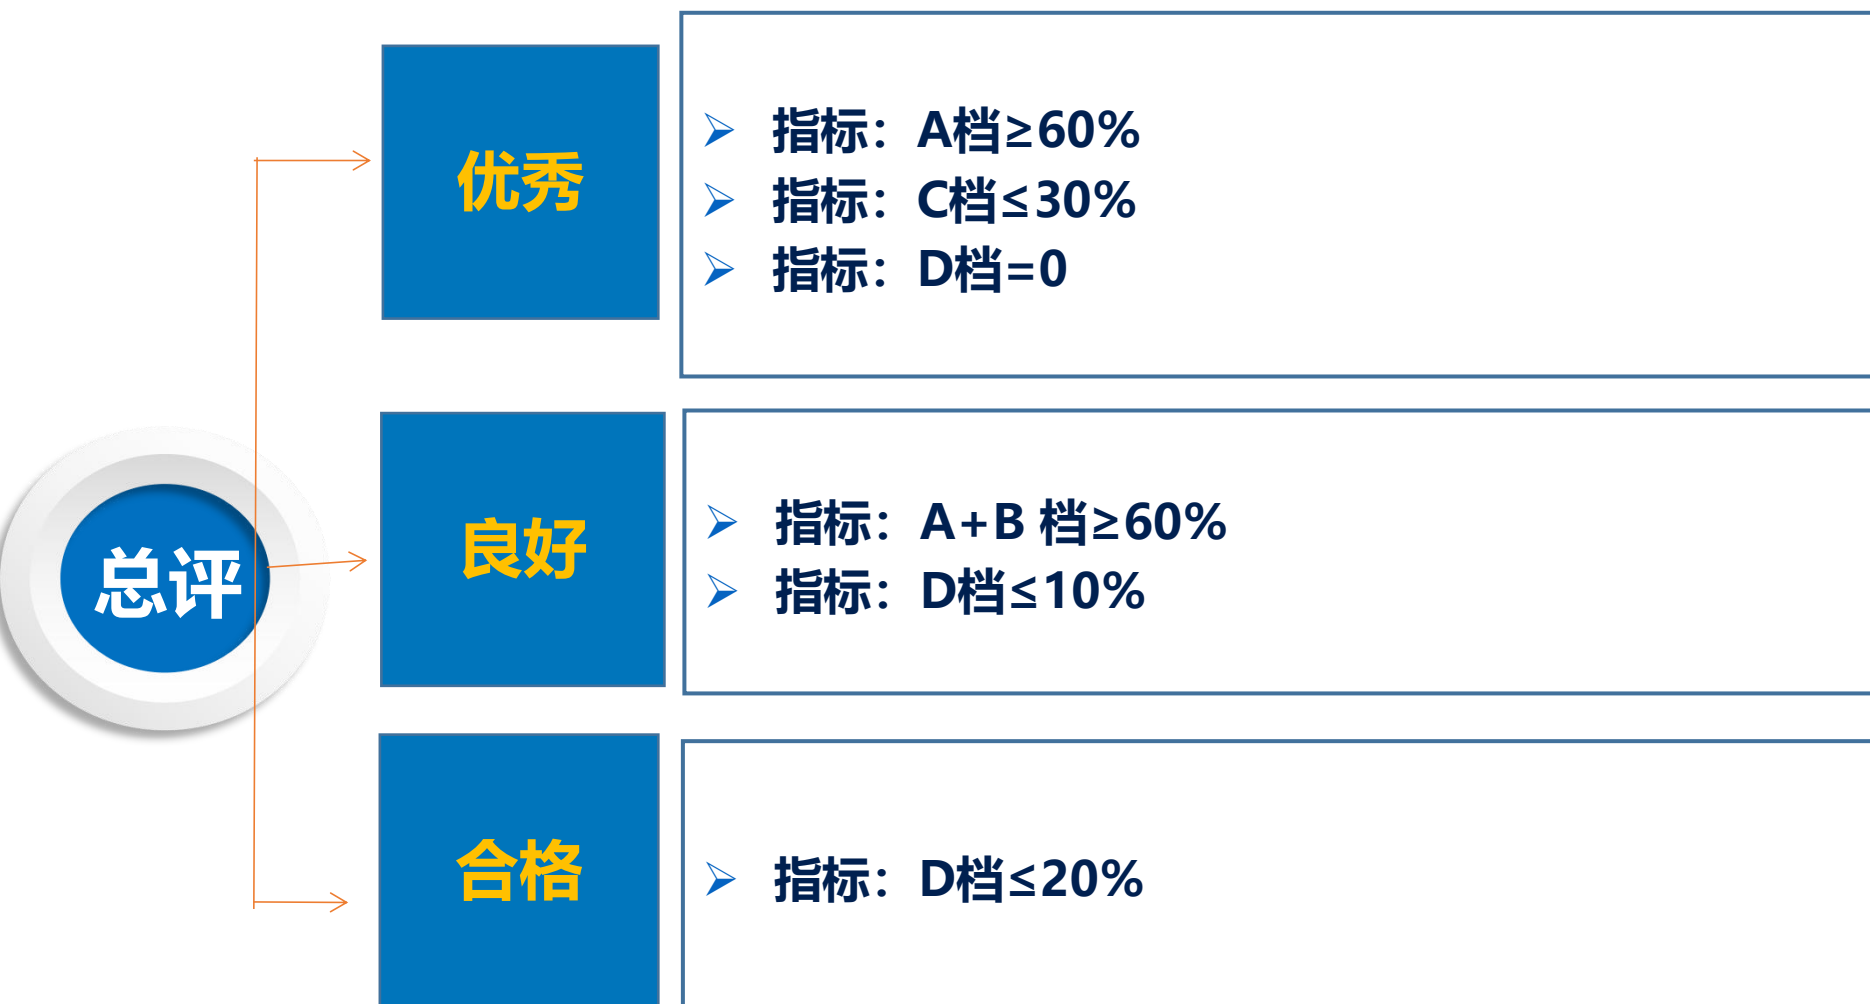 优秀
指标：A档≥60%
指标：C档≤30%
指标：D档=0
总评
良好
指标：A+B 档≥60%
指标：D档≤10%
合格
指标：D档≤20%